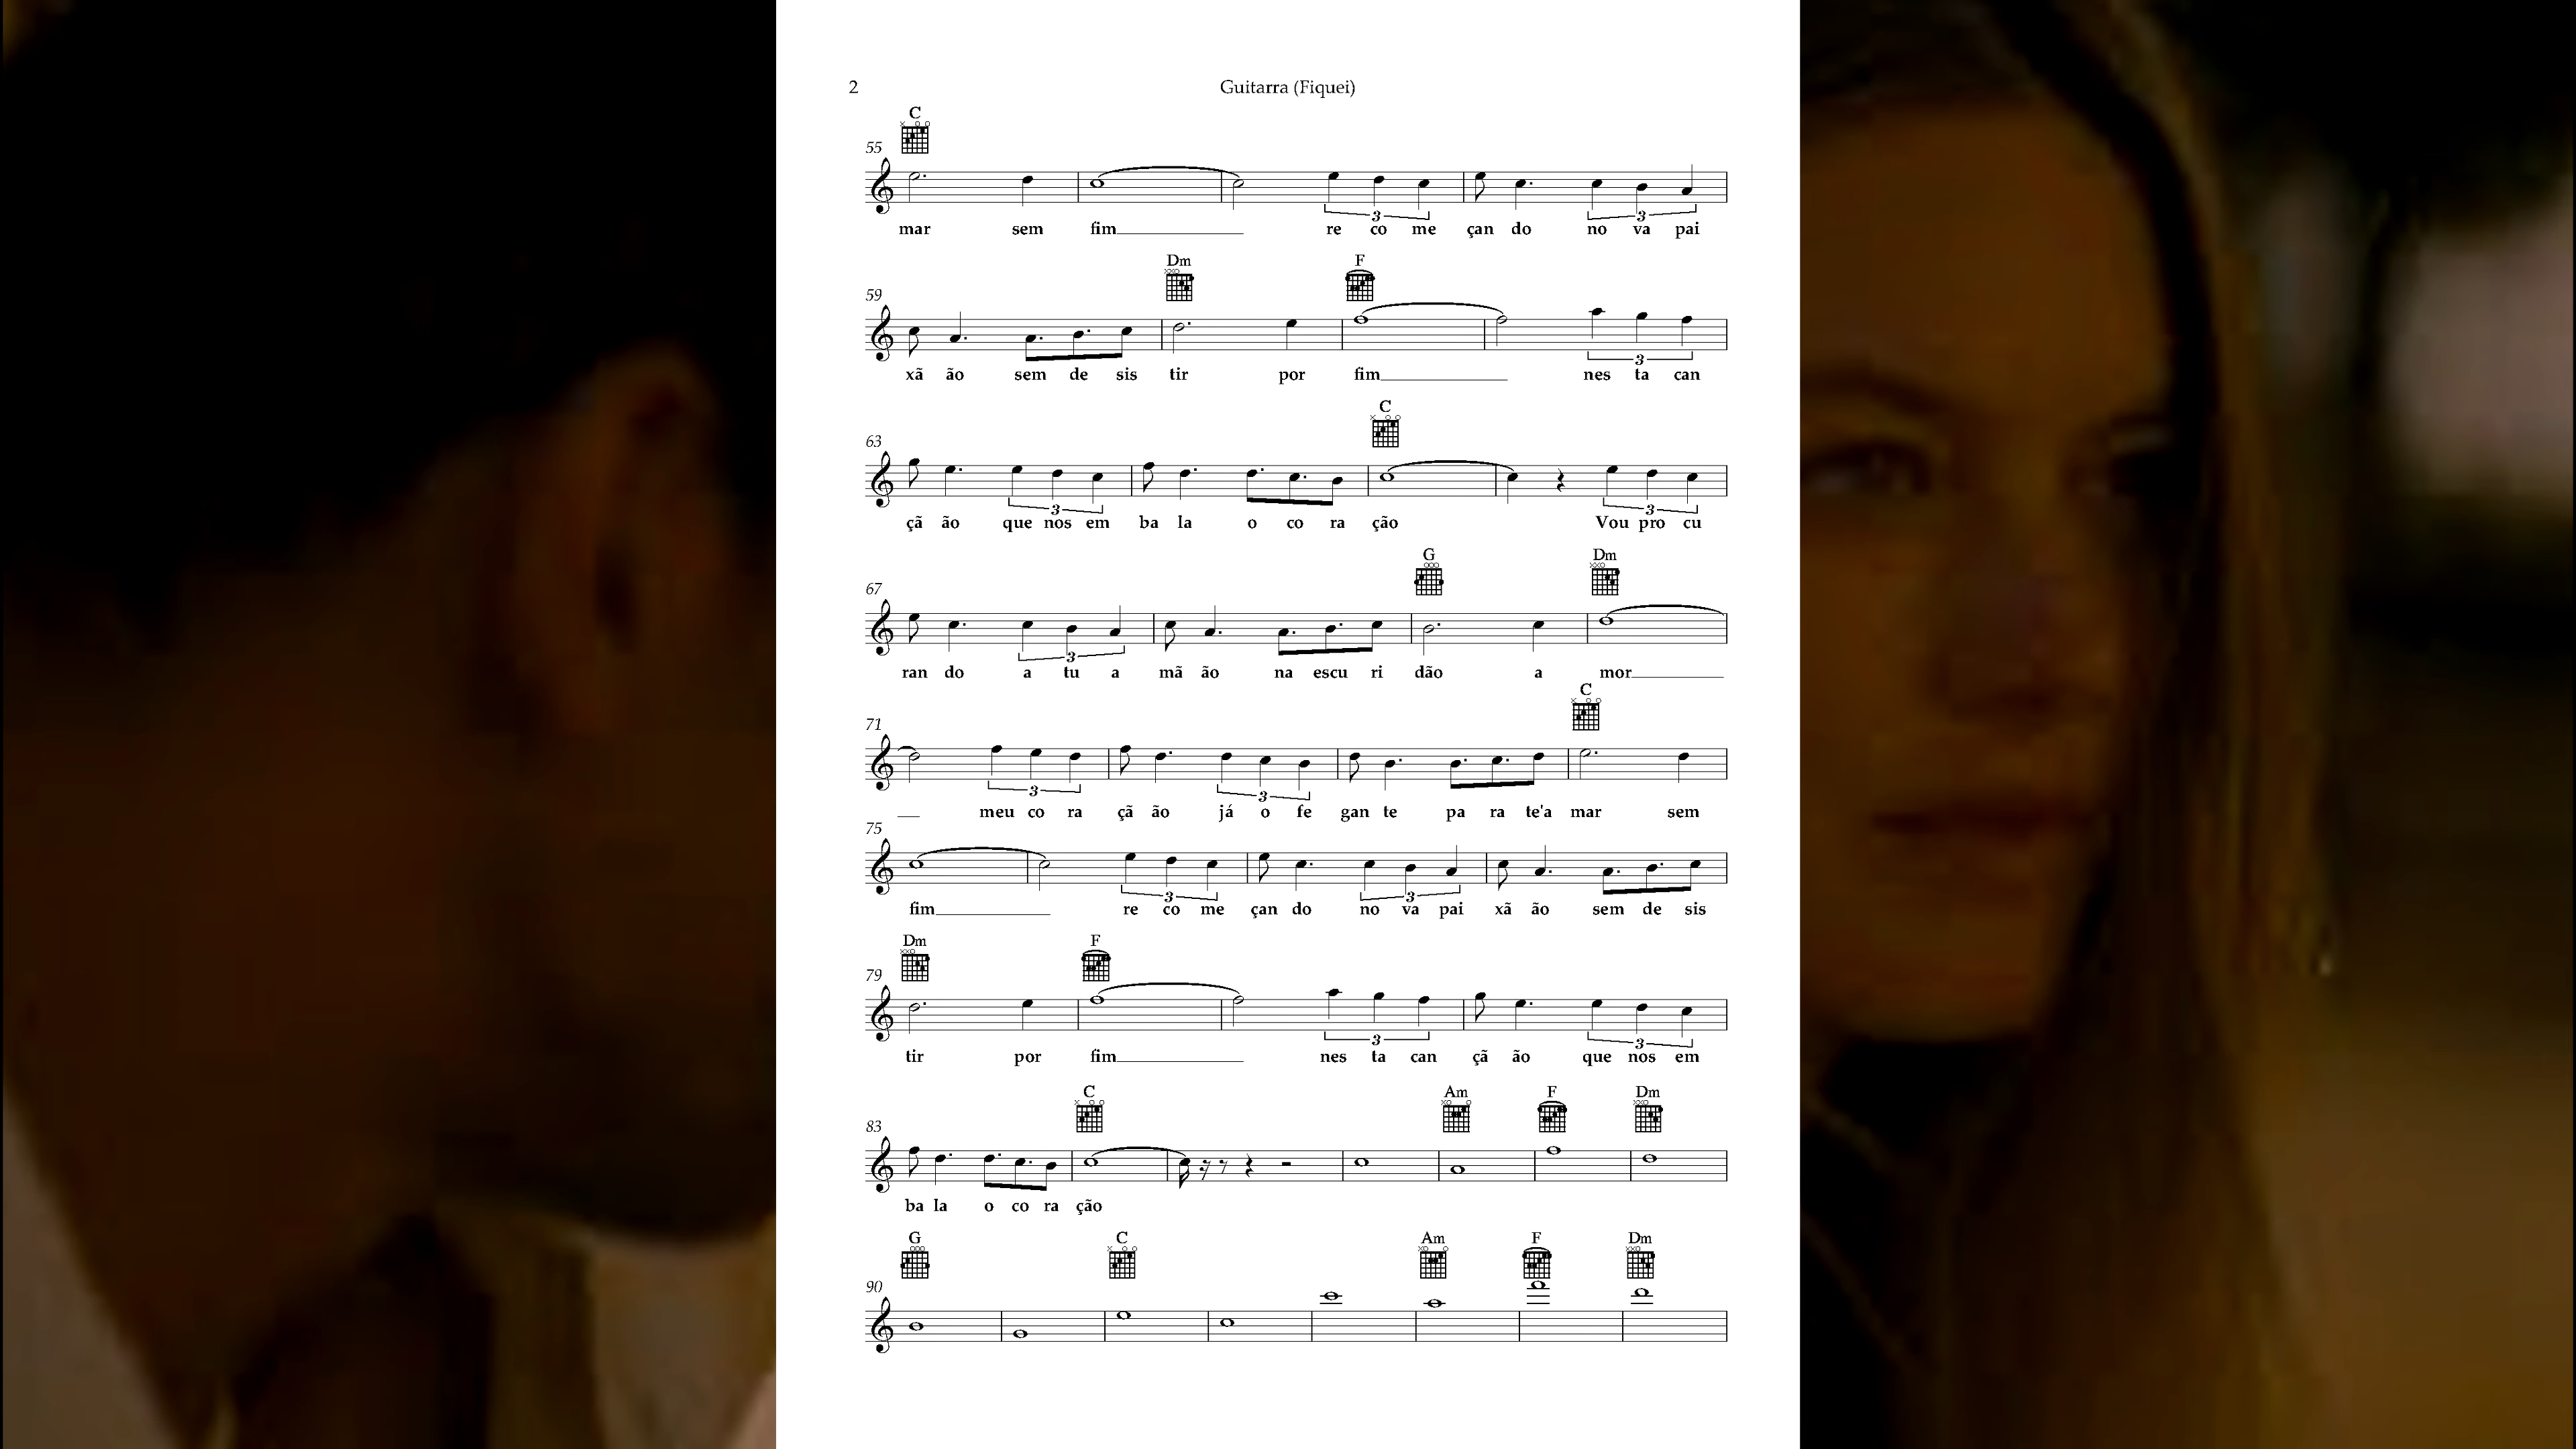 2 Guitarra (Fiquei)
C
55
mar sem fim re co me çan do no va pai
Dm F
59
xã ão sem de sis tir por fim nes ta can
C
63
çã ão que nos em ba la o co ra ção Vou pro cu
G Dm
67
ran do a tu a mã ão na escu ri dão a mor
C
71
meu co ra çã ão já o fe gan te pa ra te'a mar sem
75
fim re co me çan do no va pai xã ão sem de sis
Dm F
79
tir por fim nes ta can çã ão que nos em
C Am F Dm
83
ba la o co ra ção
G C Am F Dm
90